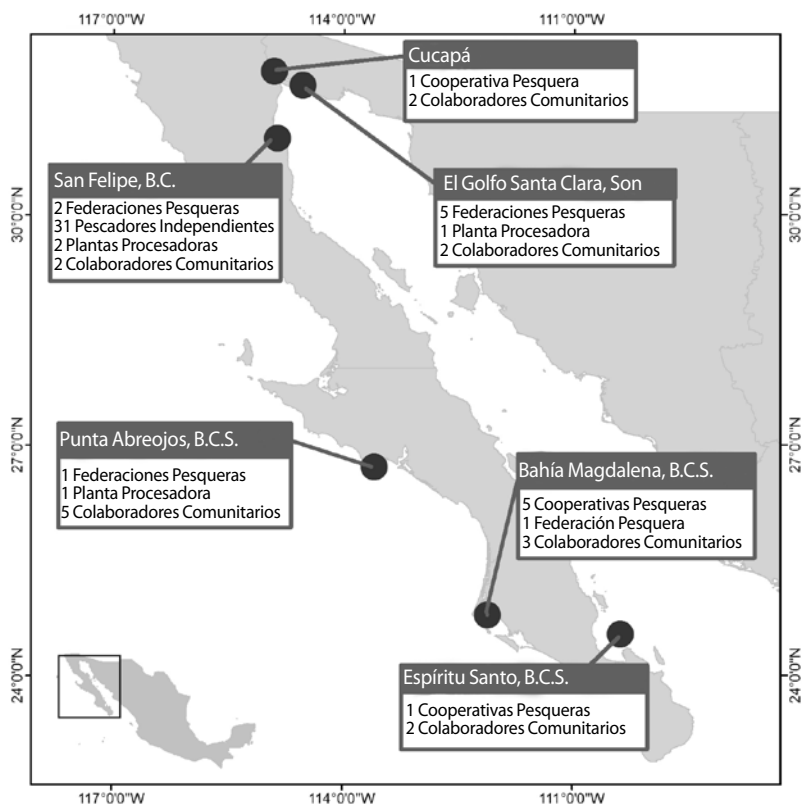 117°0'0"W
114°0'0"W
111°0'0"W
Cucapá
1 Cooperativa Pesquera
2 Colaboradores Comunitarios
San Felipe, B.C.
2 Federaciones Pesqueras
31 Pescadores Independientes
2 Plantas Procesadoras
2 Colaboradores Comunitarios
El Golfo Santa Clara, Son
5 Federaciones Pesqueras
1 Planta Procesadora
2 Colaboradores Comunitarios
30°0'0"N
30°0'0"N
Punta Abreojos, B.C.S.
1 Federaciones Pesqueras
1 Planta Procesadora
5 Colaboradores Comunitarios
27°0'0"N
27°0'0"N
Bahía Magdalena, B.C.S.
5 Cooperativas Pesqueras
1 Federación Pesquera
3 Colaboradores Comunitarios
Espíritu Santo, B.C.S.
1 Cooperativas Pesqueras
2 Colaboradores Comunitarios
24°0'0"N
24°0'0"N
117°0'0"W
114°0'0"W
111°0'0"W